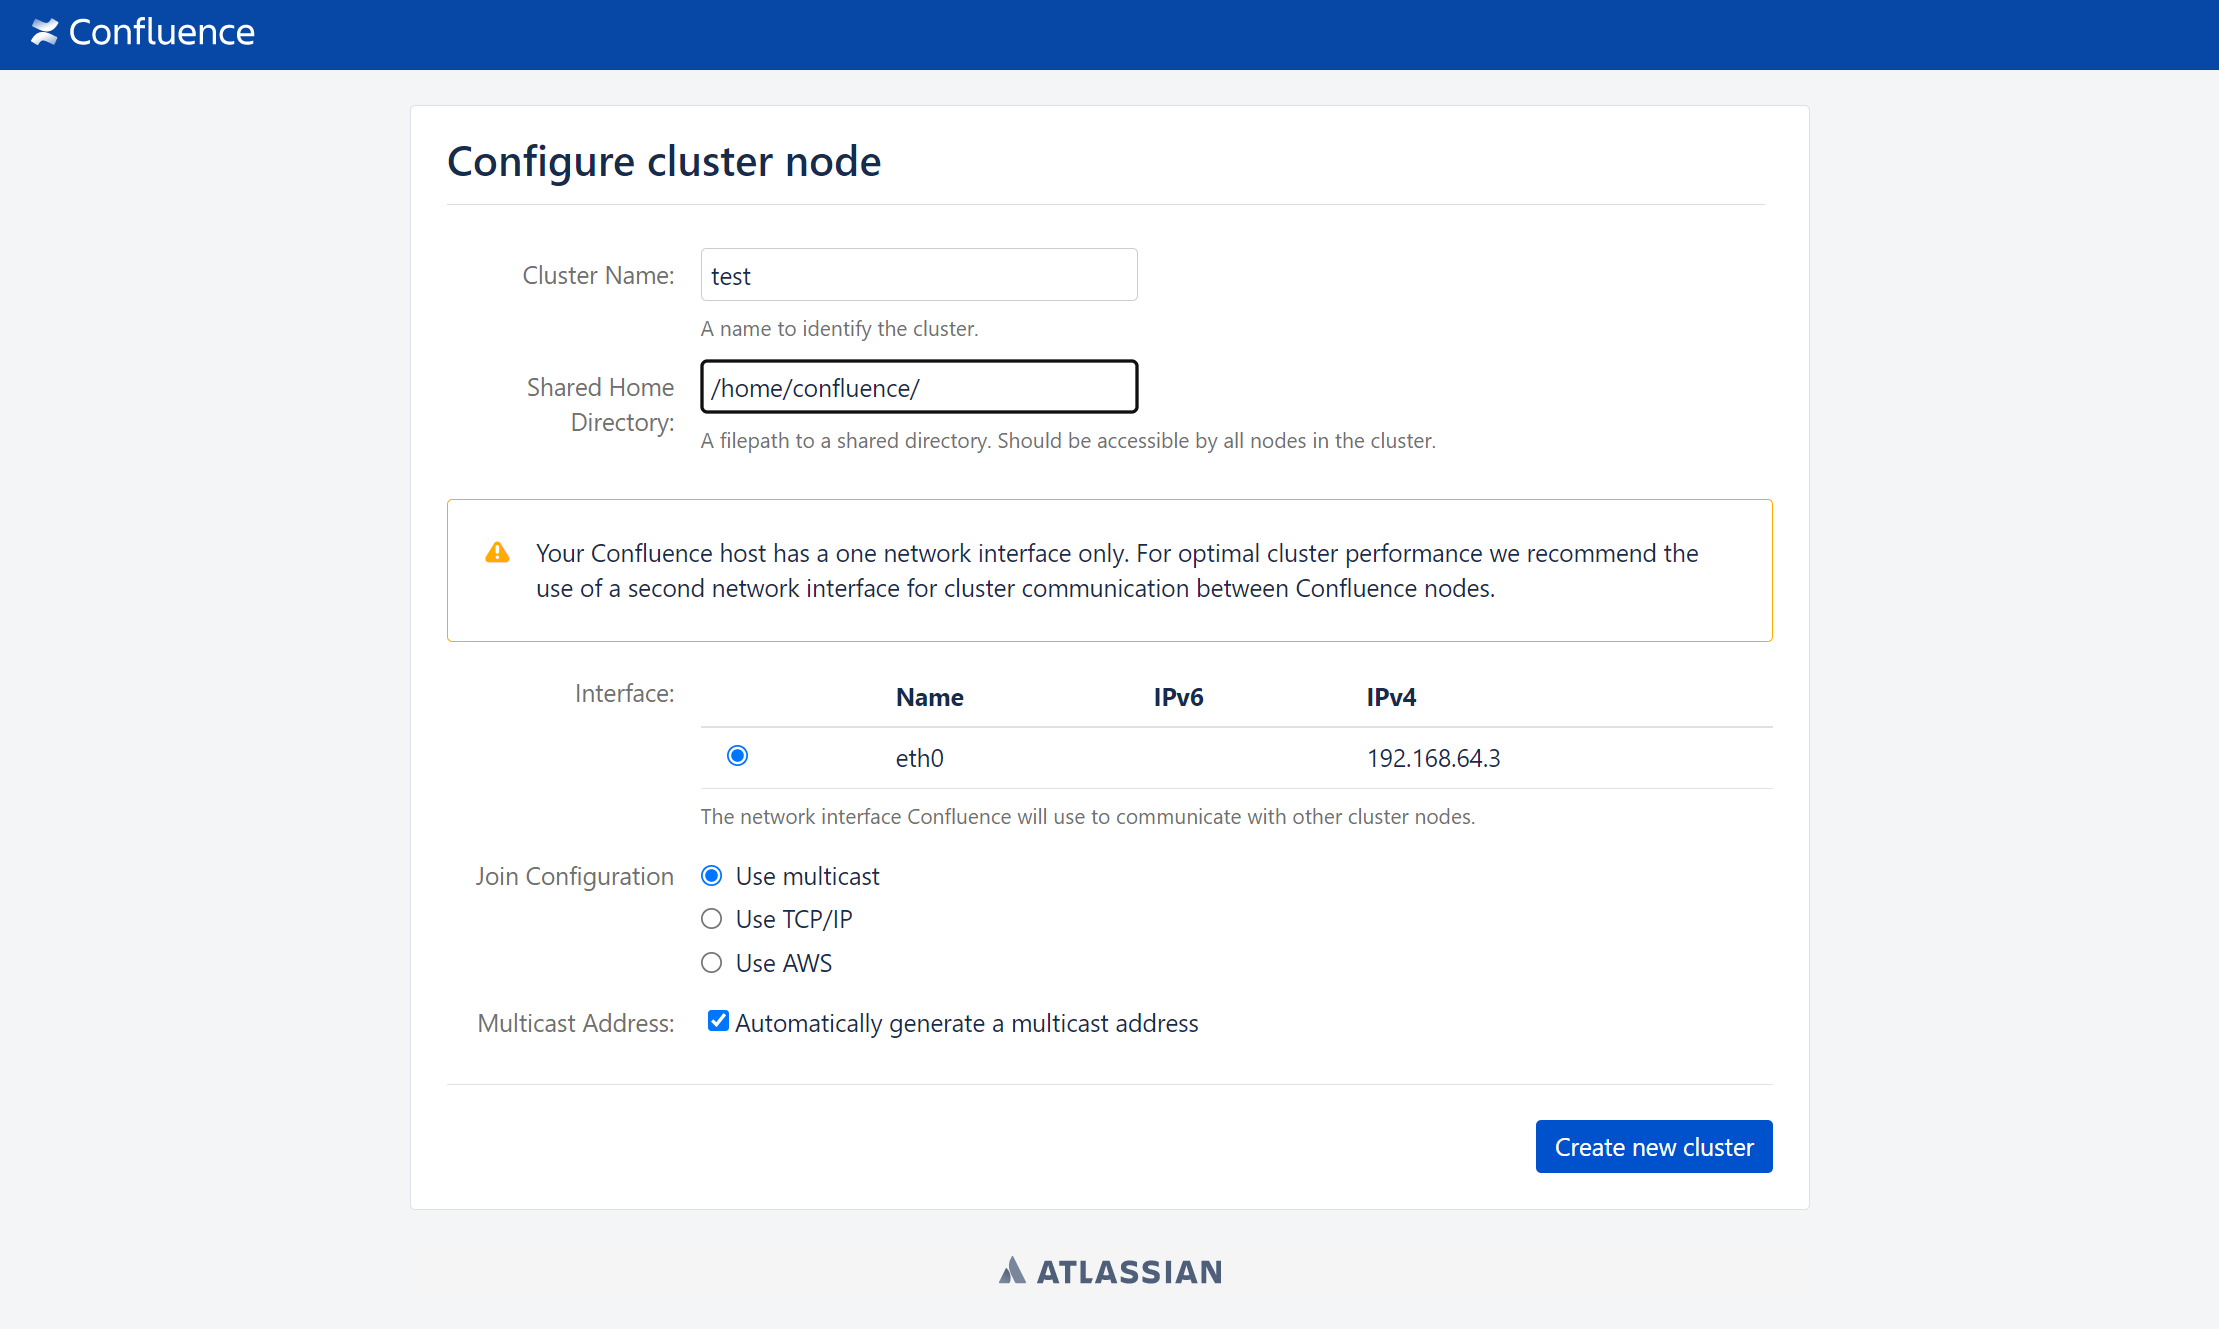 Confluence
Configure cluster node
Cluster Name:
test
A name to identify the cluster.
Shared Home
Directory:
/home/confluence/
A filepath to a shared directory. Should be accessible by all nodes in the cluster.
Your Confluence host has a one network interface only. For optimal cluster performance we recommend the
use of a second network interface for cluster communication between Confluence nodes.
Interface:
Name IPv6 IPv4
eth0 192.168.64.3
The network interface Confluence will use to communicate with other cluster nodes.
Join Configuration
Use multicast
Use TCP/IP
Use AWS
Multicast Address:
Automatically generate a multicast address
Create new cluster
ATLASSIAN